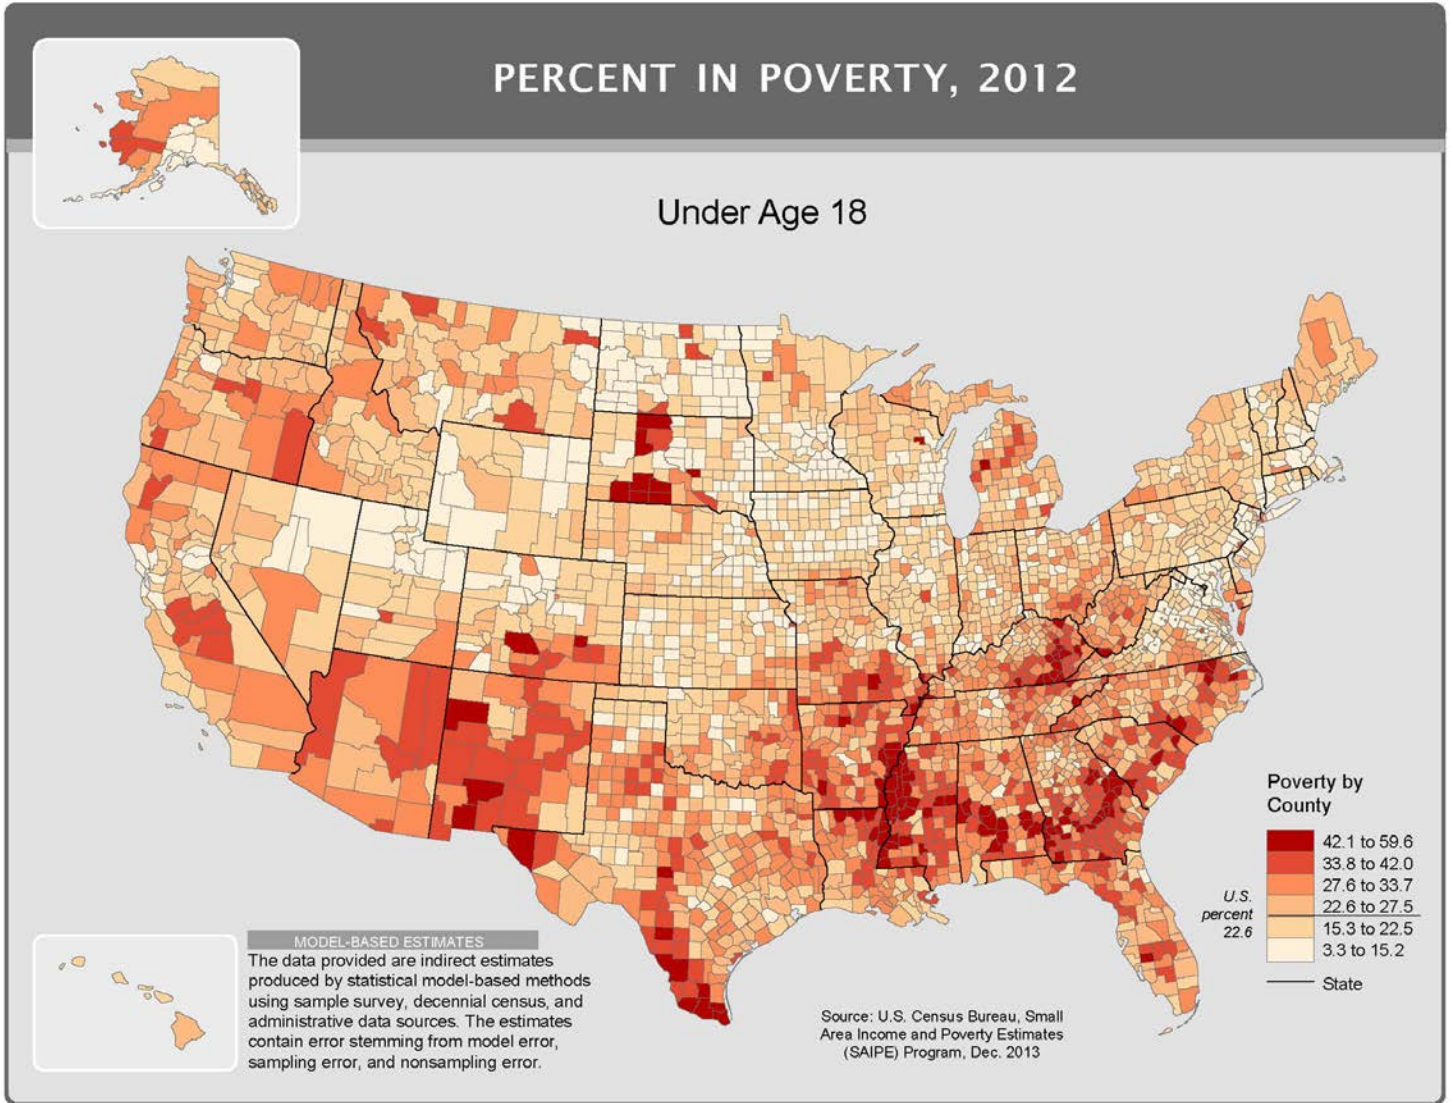 PERCENT IN POVERTY, 2012
Under Age 18
Poverty by
County
42.1 to 59.6
33.8 to 42.0
27.6 to 33.7
22.6 to 27.5
15.3 to 22.5
3.3 to 15.2
State
U.S.
percent
22.6
MODEL-BASED ESTIMATES
The data provided are indirect estimates
produced by statistical model-based methods
using sample survey, decennial census, and
administrative data sources. The estimates
contain error stemming from model error,
sampling error, and nonsampling error.
Source: U.S. Census Bureau, Small
Area Income and Poverty Estimates
(SAIPE) Program, Dec. 2013